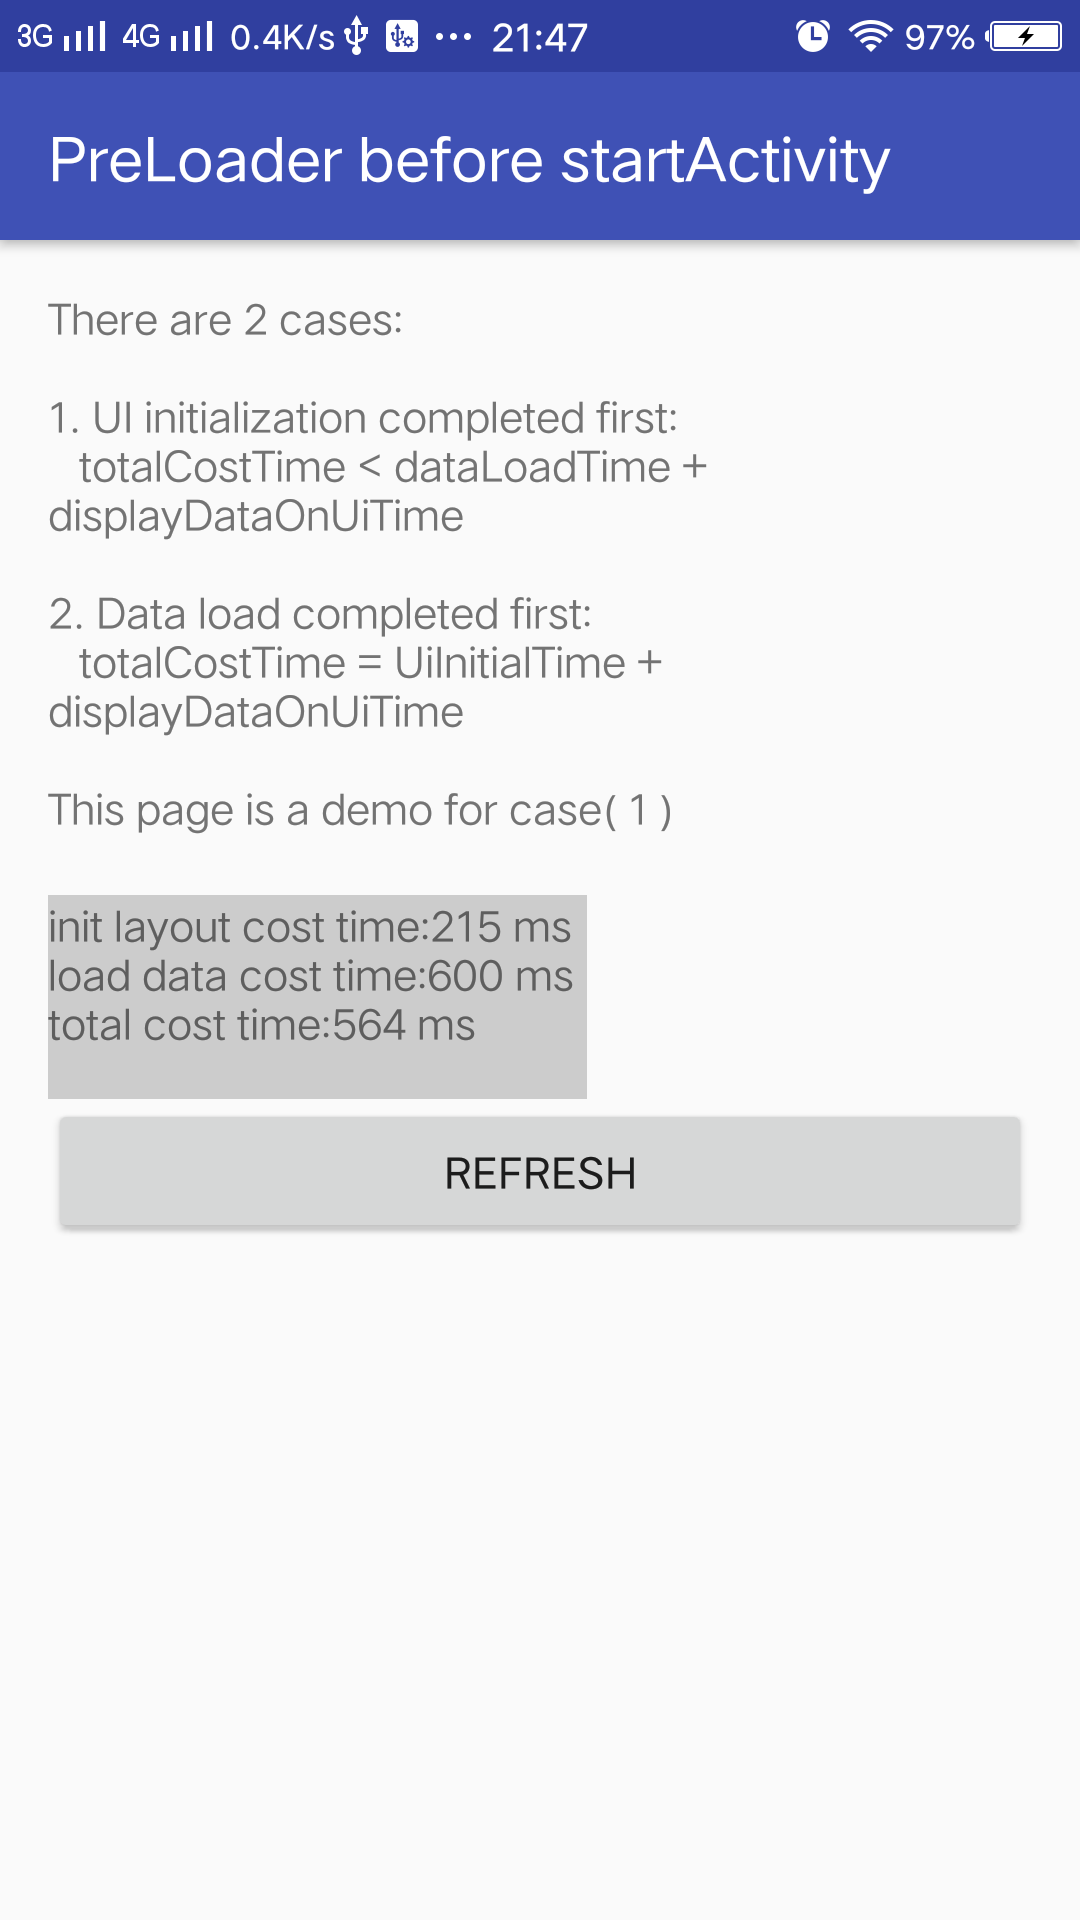 3G 4G 0.4K/s ... 21:47 97%
PreLoader before startActivity
There are 2 cases:
1. UI initialization completed first:
totalCostTime < dataLoadTime +
displayDataOnUiTime
2. Data load completed first:
totalCostTime = UiInitialTime +
displayDataOnUiTime
This page is a demo for case( 1 )
init layout cost time:215 ms
load data cost time:600 ms
total cost time:564 ms
REFRESH